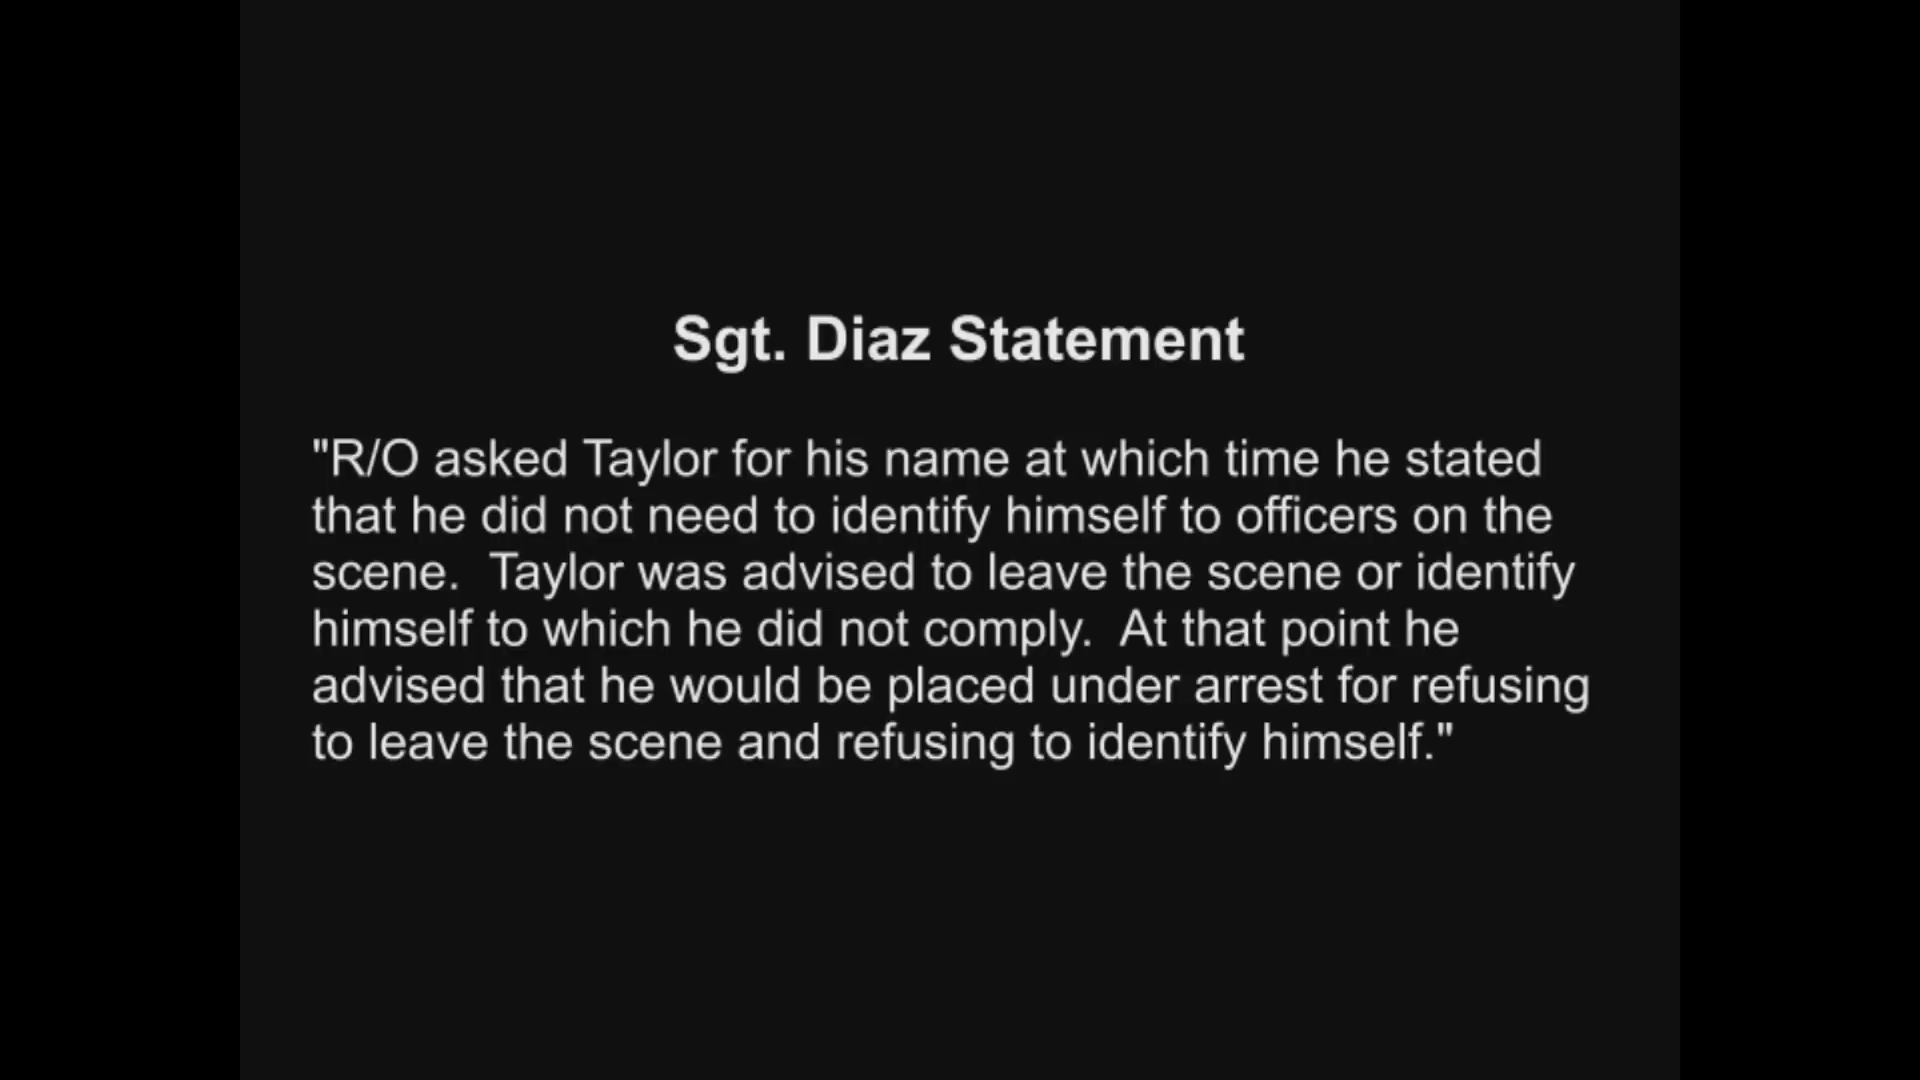 Sgt. Diaz Statement
"R/O asked Taylor for his name at which time he stated
that he did not need to identify himself to officers on the
scene.  Taylor was advised to leave the scene or identify
himself to which he did not comply.  At that point he
advised that he would be placed under arrest for refusing
to leave the scene and refusing to identify himself."